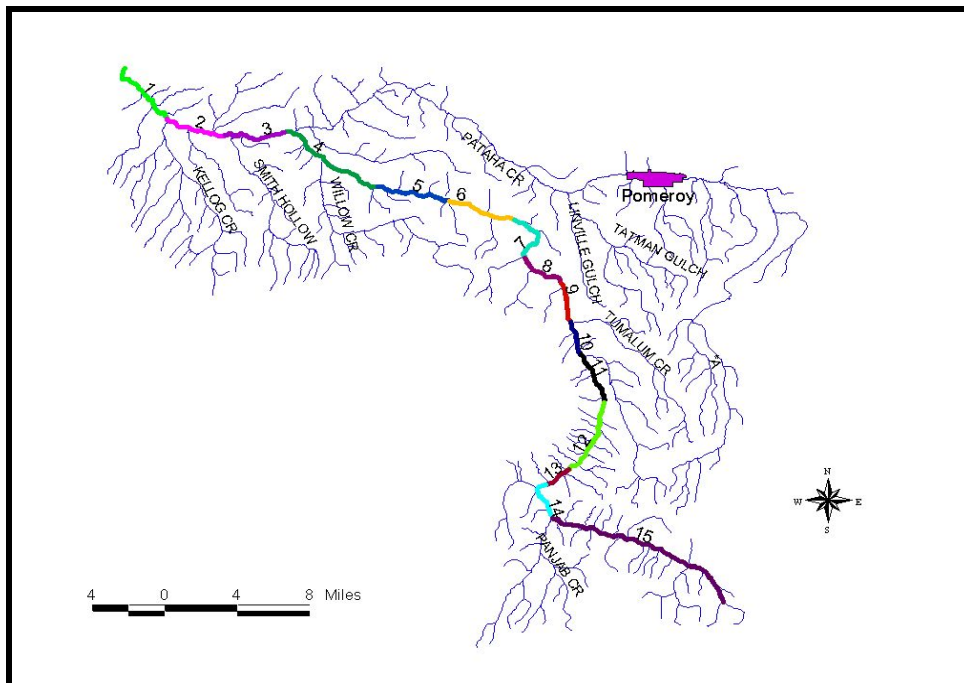 1
2
3
4
5
6
7
8
9
10
11
12
13
14
15
KELLOG CR
SMITH HOLLOW
WILLOW CR
PATAHA CR
Pomeroy
LINVILLE GULCH
TATMAN GULCH
TUMALUM CR
*A
PANJAB CR
N
W E
S
4 0 4 8 Miles